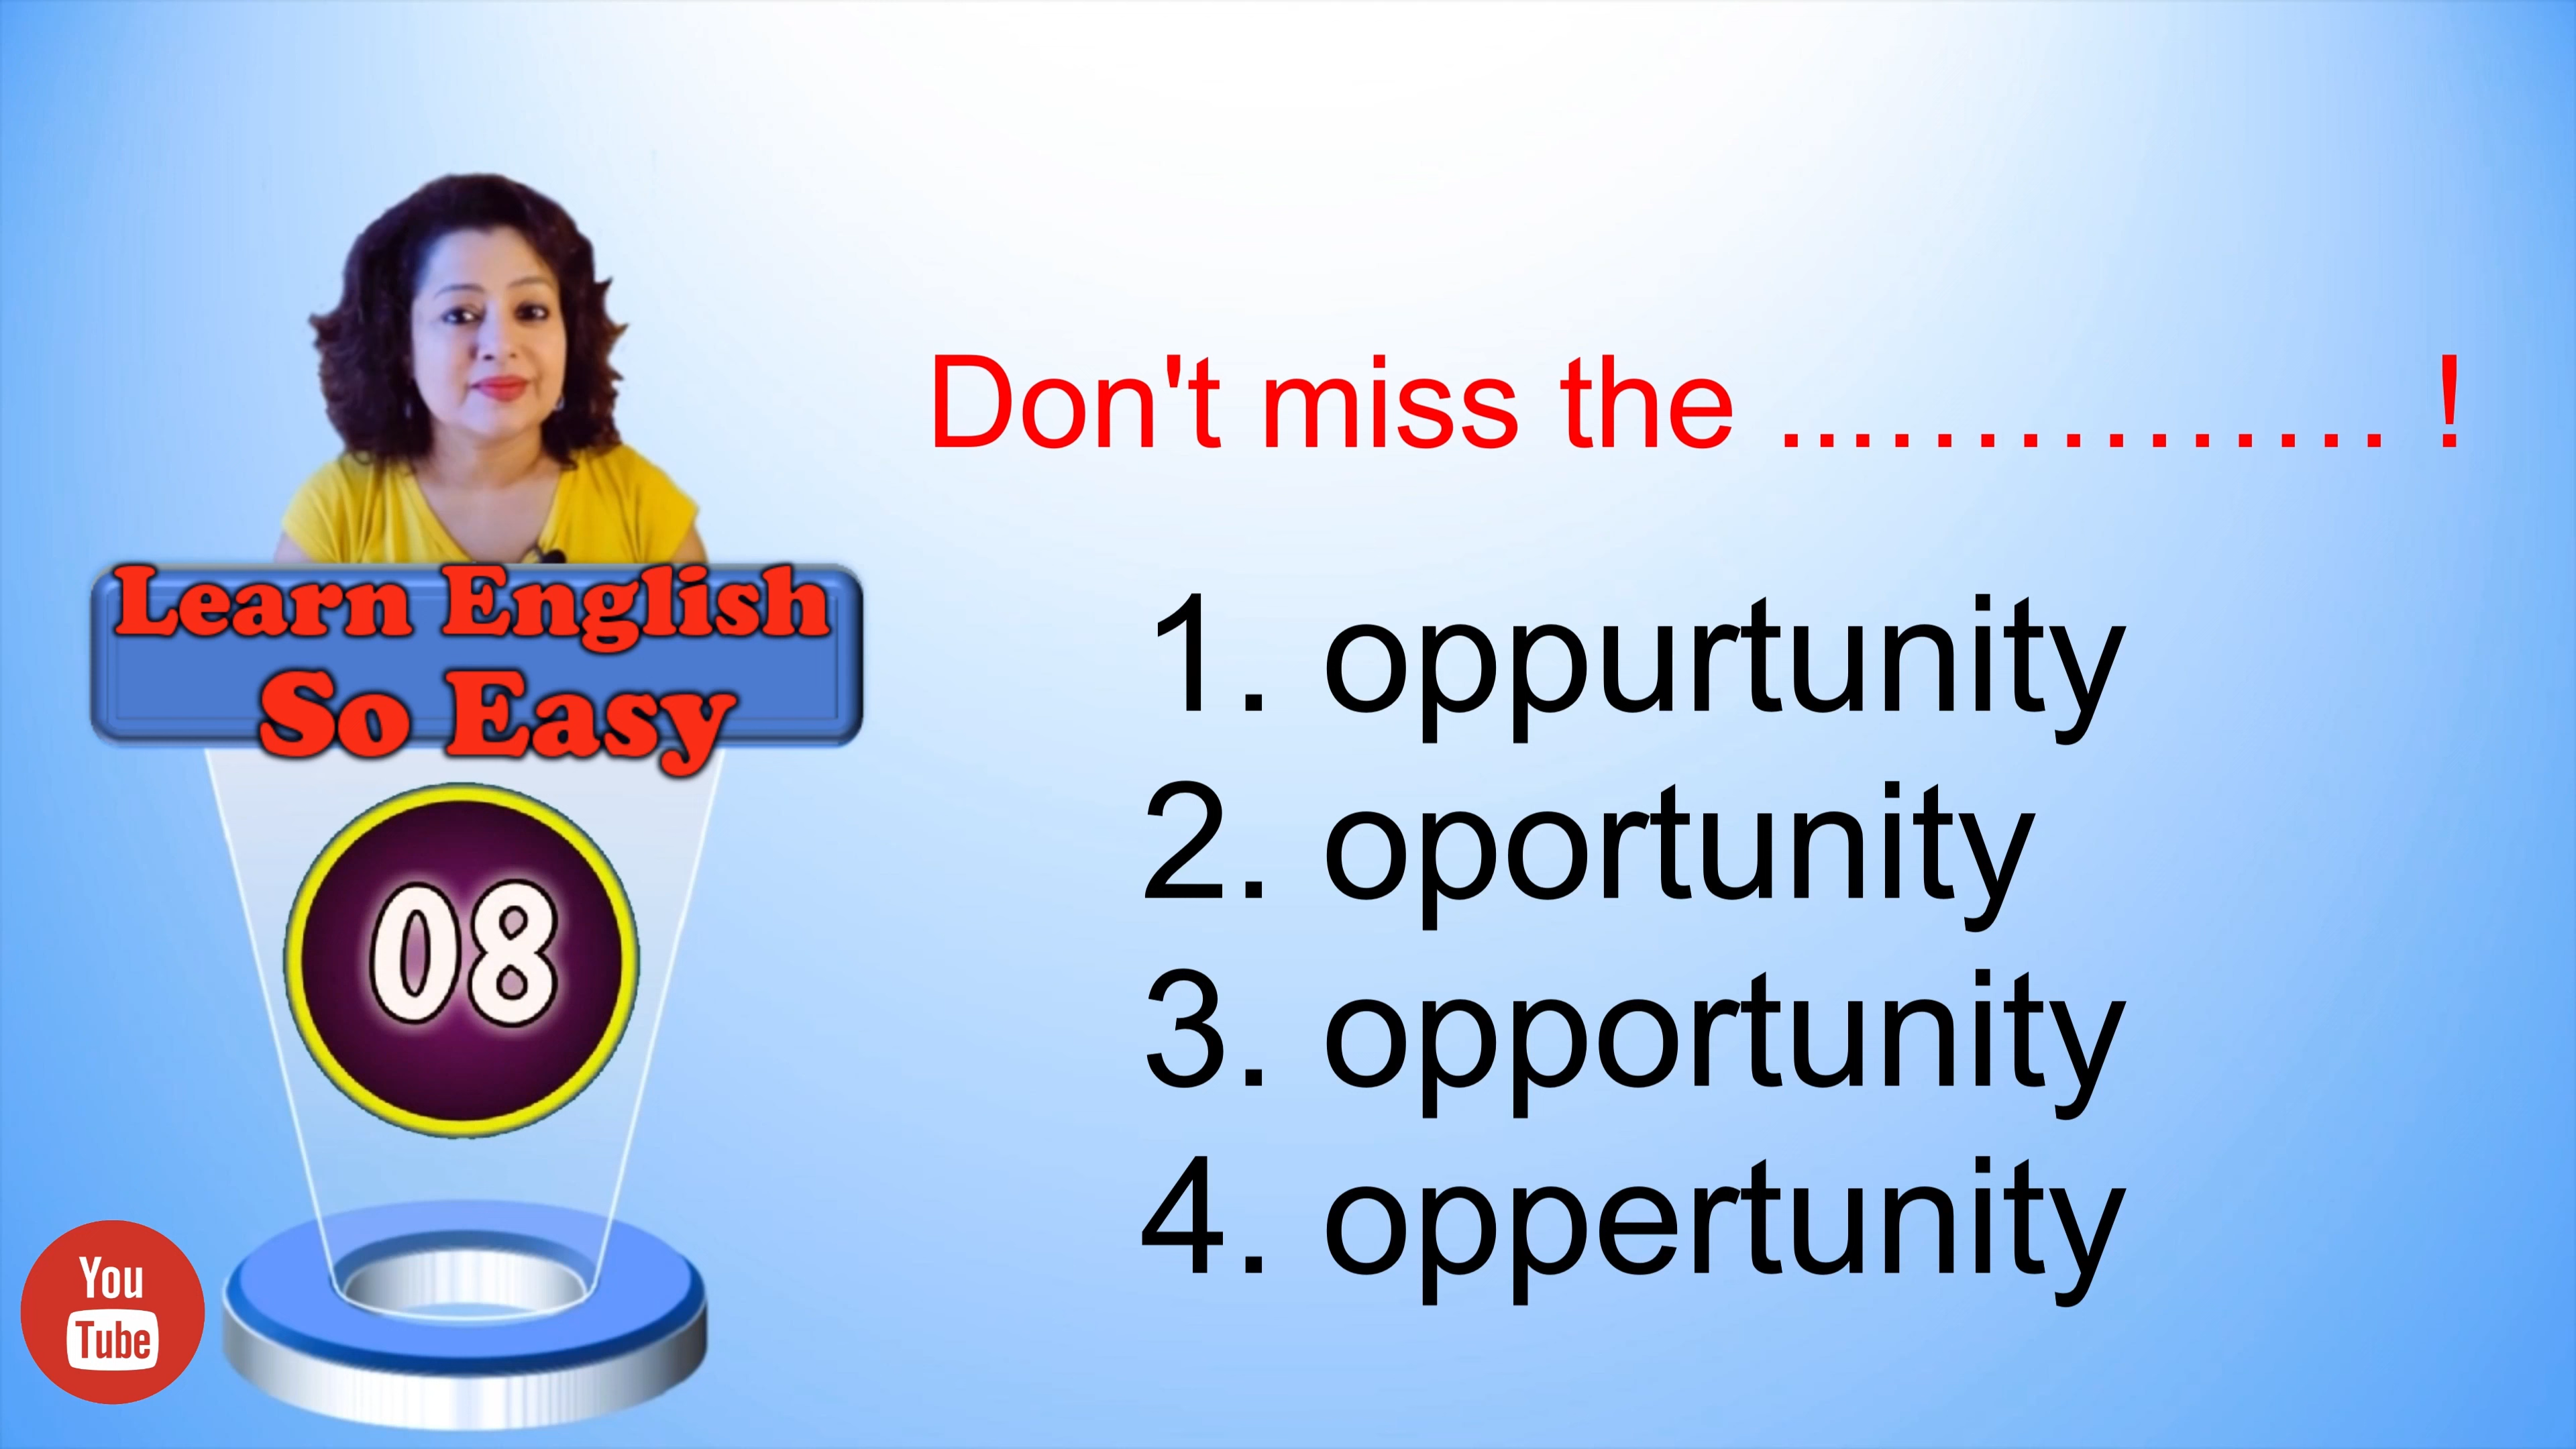 Don't miss the ............... !
Learn English
So Easy
1. oppurtunity
2. oportunity
3. opportunity
4. oppertunity
08
You
Tube